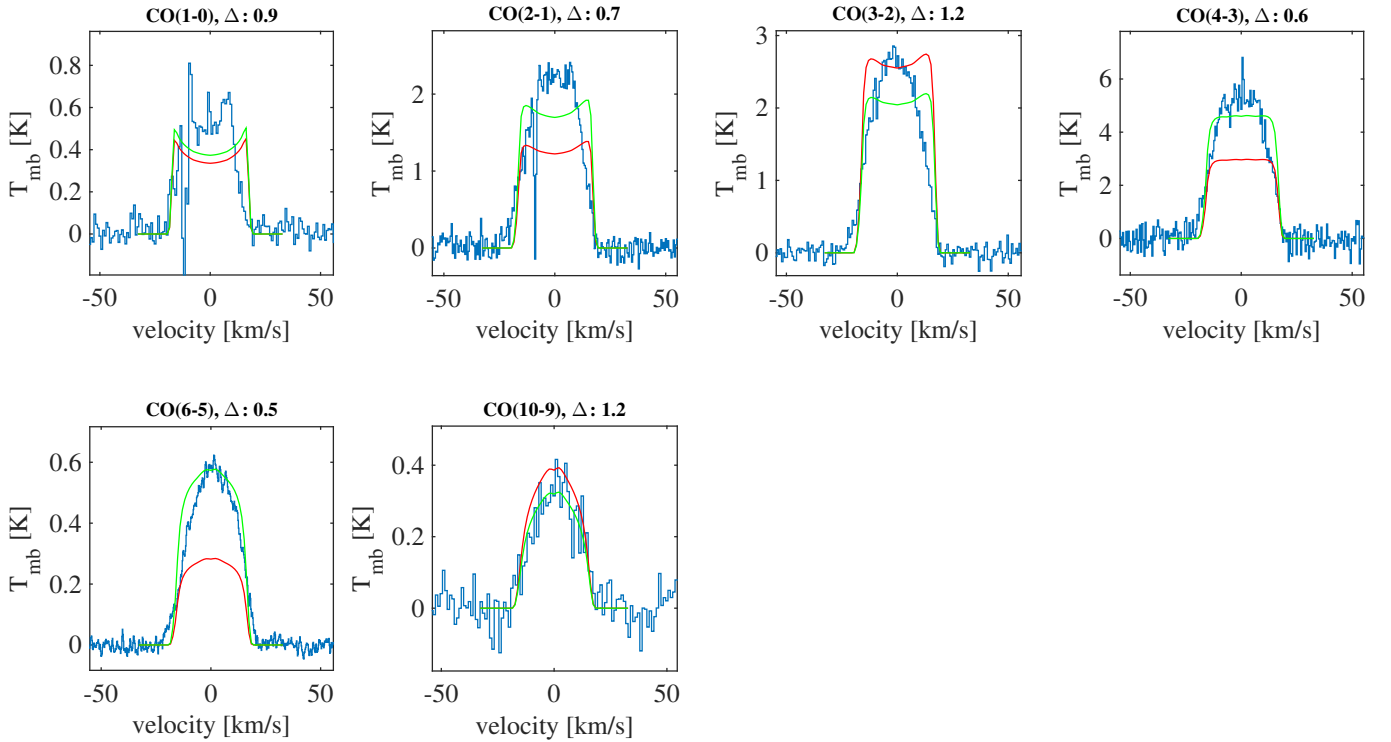 CO(1-0), Δ: 0.9
CO(2-1), Δ: 0.7
CO(3-2), Δ: 1.2
CO(4-3), Δ: 0.6
0.8
0.6
0.4
0.2
0
T_mb [K]
-50 0 50
velocity [km/s]
2
1
0
T_mb [K]
-50 0 50
velocity [km/s]
3
2
1
0
T_mb [K]
-50 0 50
velocity [km/s]
6
4
2
0
T_mb [K]
-50 0 50
velocity [km/s]
CO(6-5), Δ: 0.5
CO(10-9), Δ: 1.2
0.6
0.4
0.2
0
T_mb [K]
-50 0 50
velocity [km/s]
0.4
0.2
0
T_mb [K]
-50 0 50
velocity [km/s]